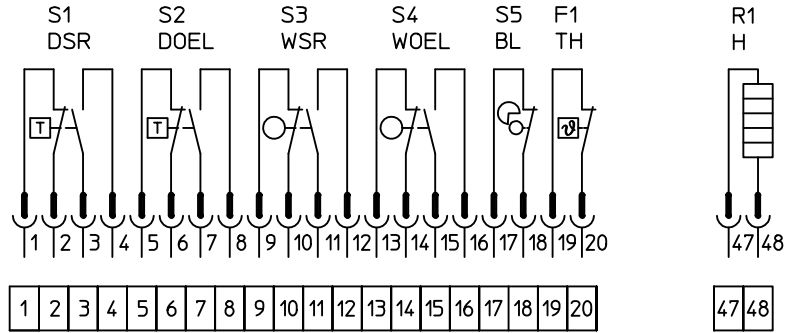 S1 S2 S3 S4 S5 F1 R1
DSR DOEL WSR WOEL BL TH H
T T ϑ
1 2 3 4 5 6 7 8 9 10 11 12 13 14 15 16 17 18 19 20 47 48
1 2 3 4 5 6 7 8 9 10 11 12 13 14 15 16 17 18 19 20 47 48